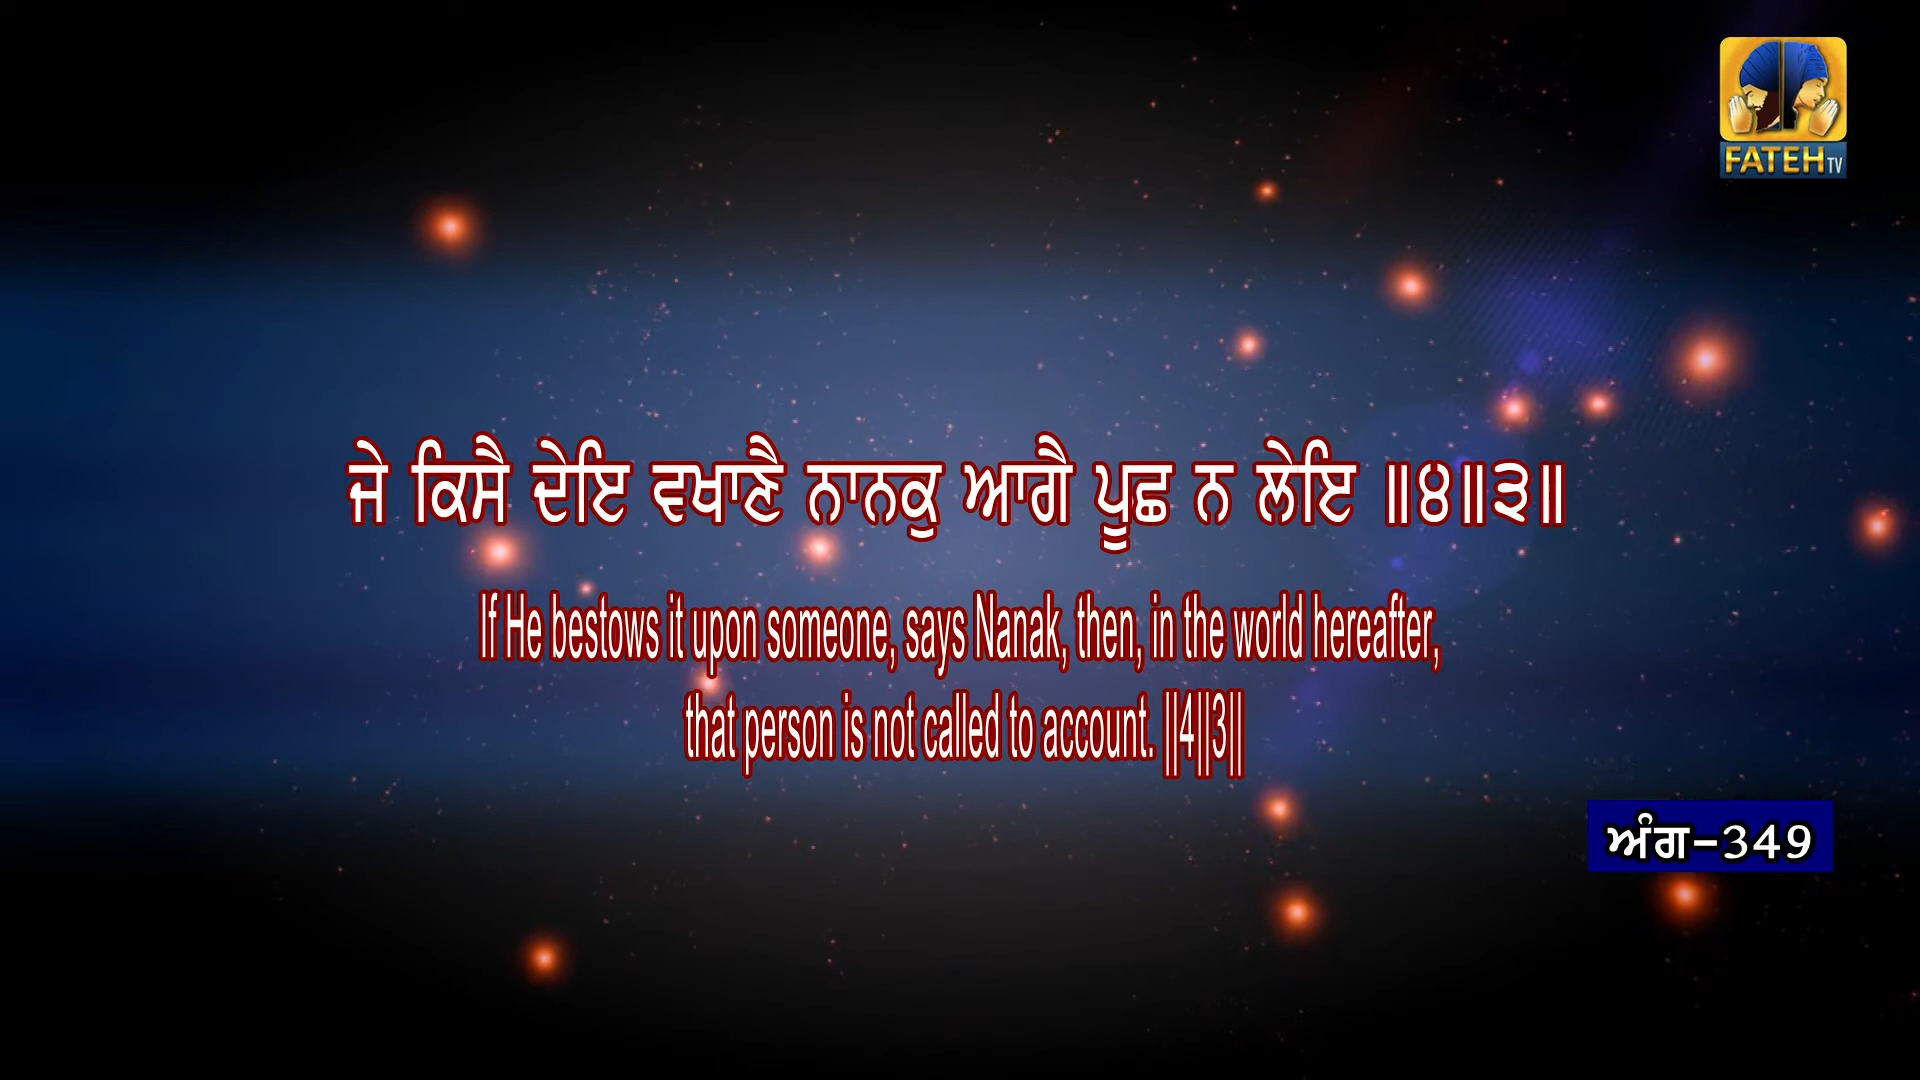 FATEH TV
ਜੇ ਕਿਸੈ ਦੇਇ ਵਖਾਣੈ ਨਾਨਕੁ ਆਗੈ ਪੂਛ ਨ ਲੇਇ ॥੪॥੩॥
If He bestows it upon someone, says Nanak, then, in the world hereafter,
that person is not called to account. ||4||3||
ਅੰਗ-349